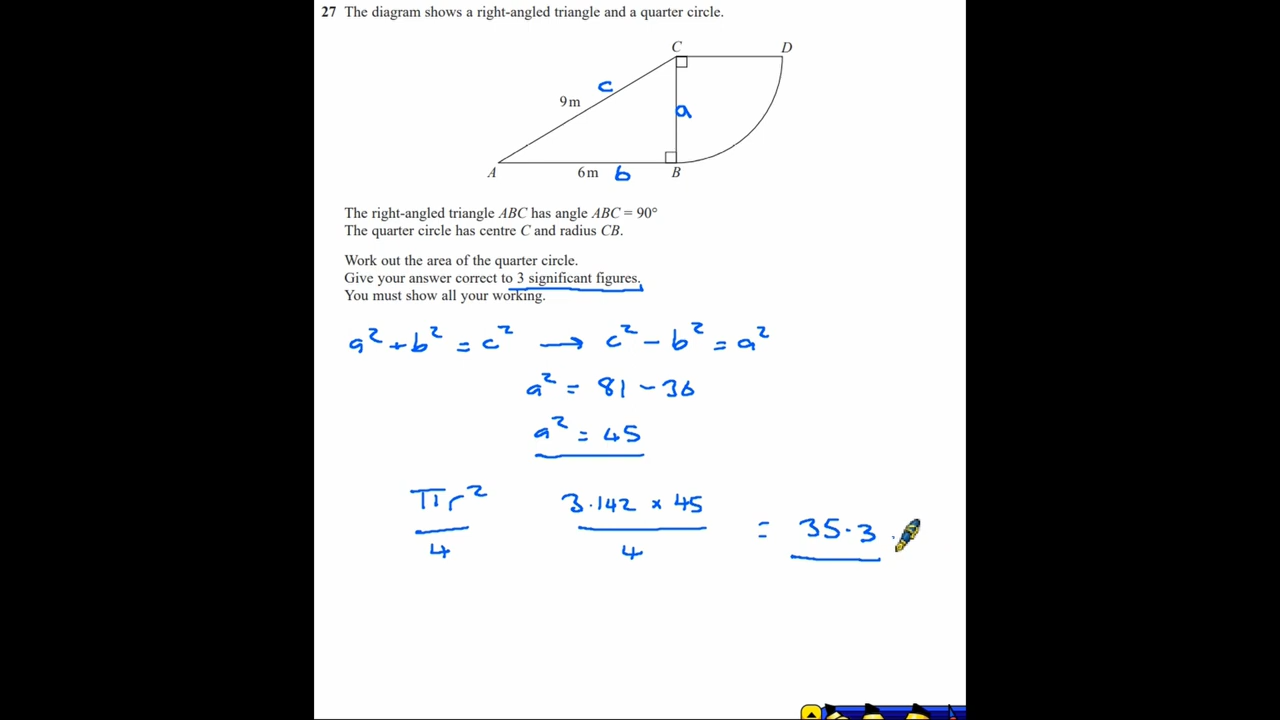 27 The diagram shows a right-angled triangle and a quarter circle.
C
D
c
9 m
a
A
6 m
b
B
The right-angled triangle ABC has angle ABC = 90°
The quarter circle has centre C and radius CB.
Work out the area of the quarter circle.
Give your answer correct to 3 significant figures.
You must show all your working.
a² + b² = c² → c² − b² = a²
a² = 81 − 36
a² = 45
πr²
4
3.142 × 45
4
= 35.3